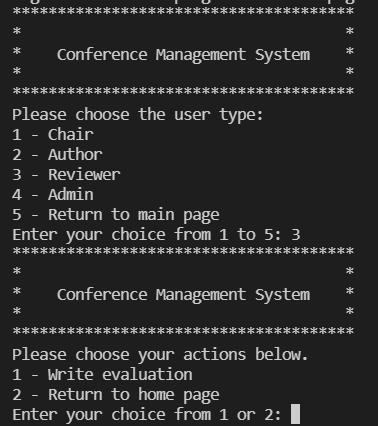 ***************************************
*                                     *
*    Conference Management System    *
*                                     *
***************************************
Please choose the user type:
1 - Chair
2 - Author
3 - Reviewer
4 - Admin
5 - Return to main page
Enter your choice from 1 to 5: 3
***************************************
*                                     *
*    Conference Management System    *
*                                     *
***************************************
Please choose your actions below.
1 - Write evaluation
2 - Return to home page
Enter your choice from 1 or 2: